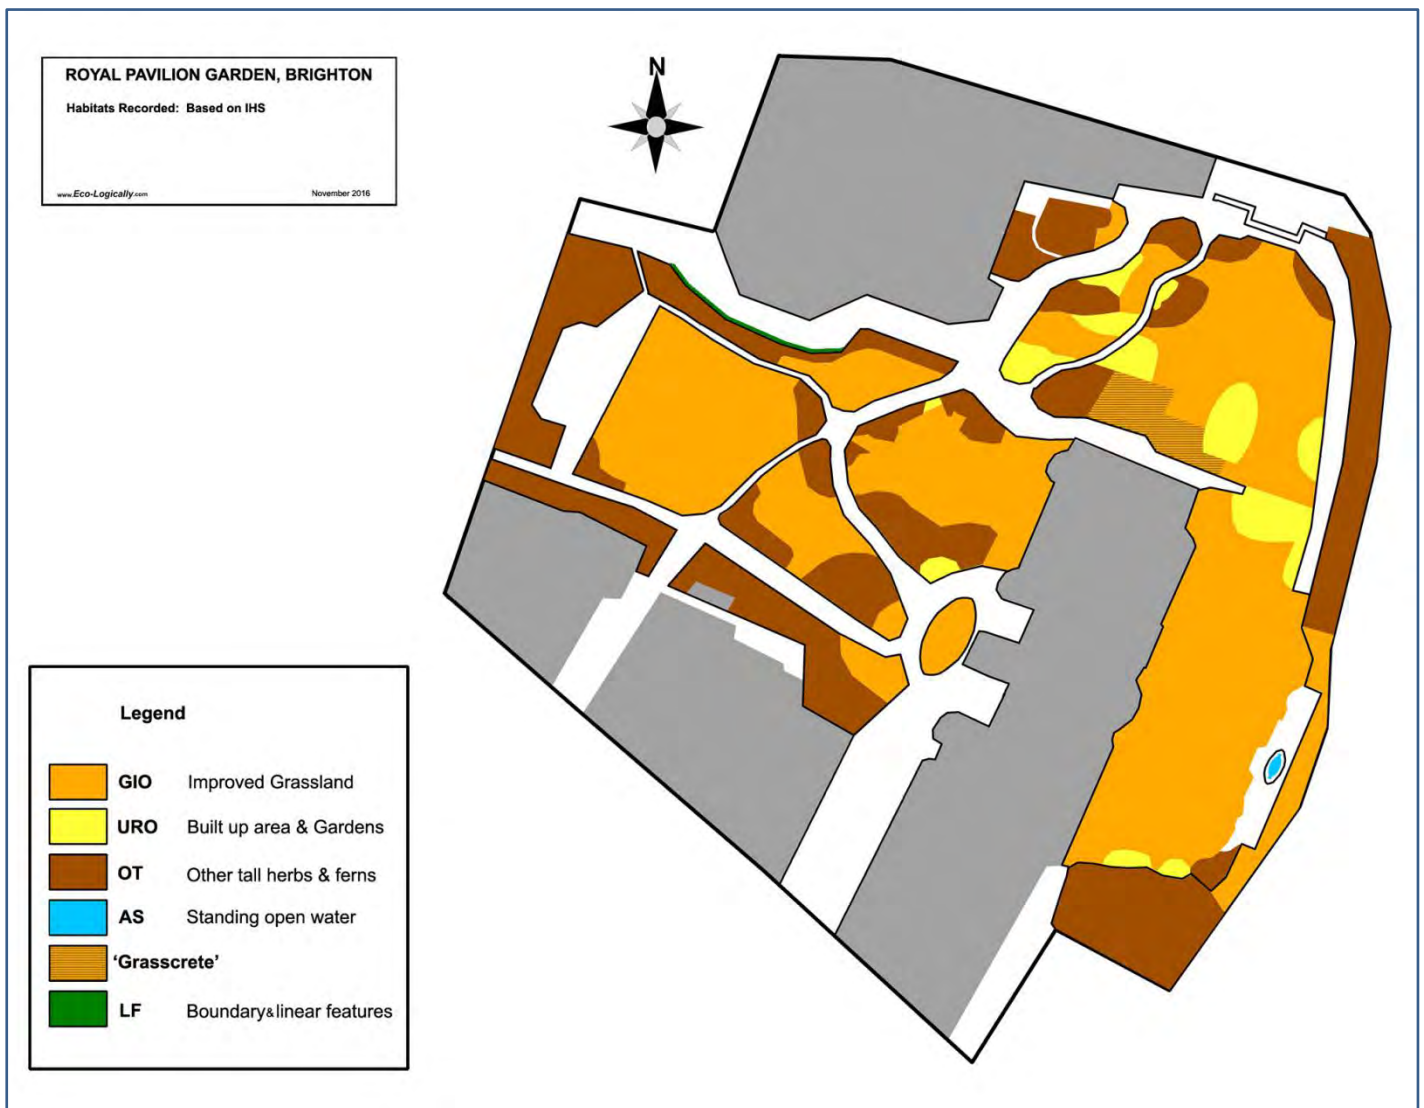 ROYAL PAVILION GARDEN, BRIGHTON
Habitats Recorded: Based on IHS
www.Eco-Logically.com November 2016
N
Legend
GIO Improved Grassland
URO Built up area & Gardens
OT Other tall herbs & ferns
AS Standing open water
‘Grasscrete’
LF Boundary & linear features